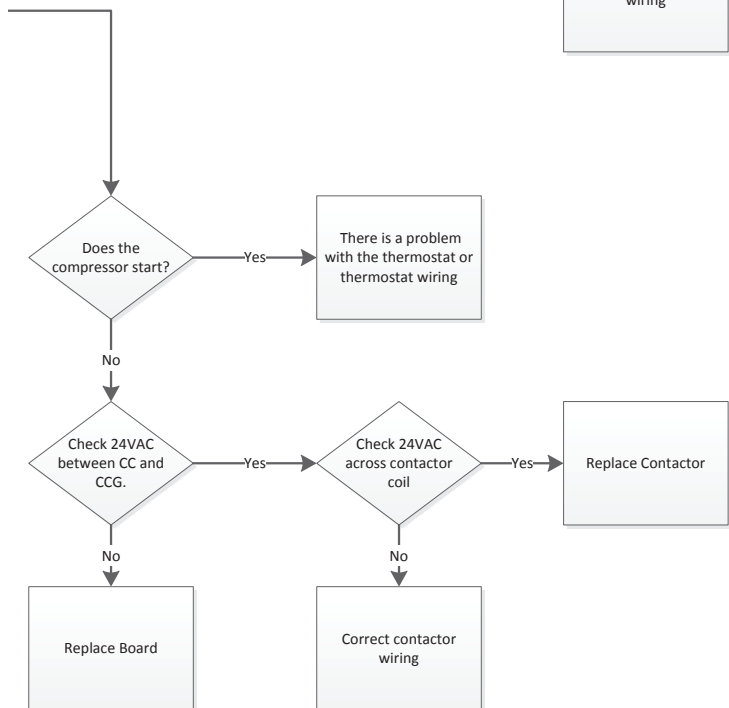 wiring
Does the
compressor start?
Yes
There is a problem
with the thermostat or
thermostat wiring
No
Check 24VAC
between CC and
CCG.
Yes
Check 24VAC
across contactor
coil
Yes
Replace Contactor
No
No
Replace Board
Correct contactor
wiring